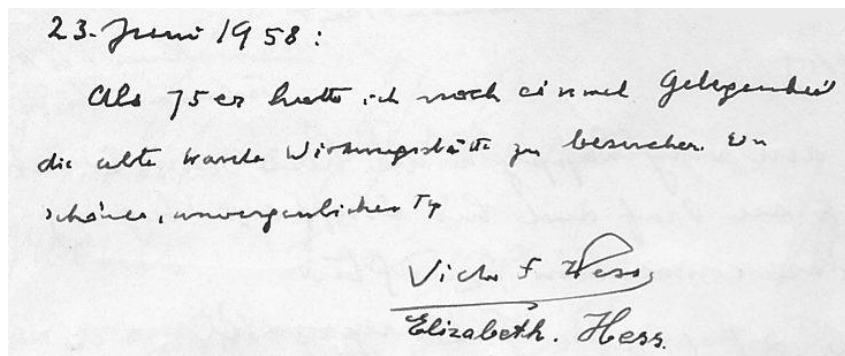 23. Juni 1958:
Als 75er hatte ich noch einmal Gelegenheit
die alte Wirkungsstätte zu besuchen. Ein
schöner, unvergesslicher Tag
Victor F Hess
Elizabeth. Hess.